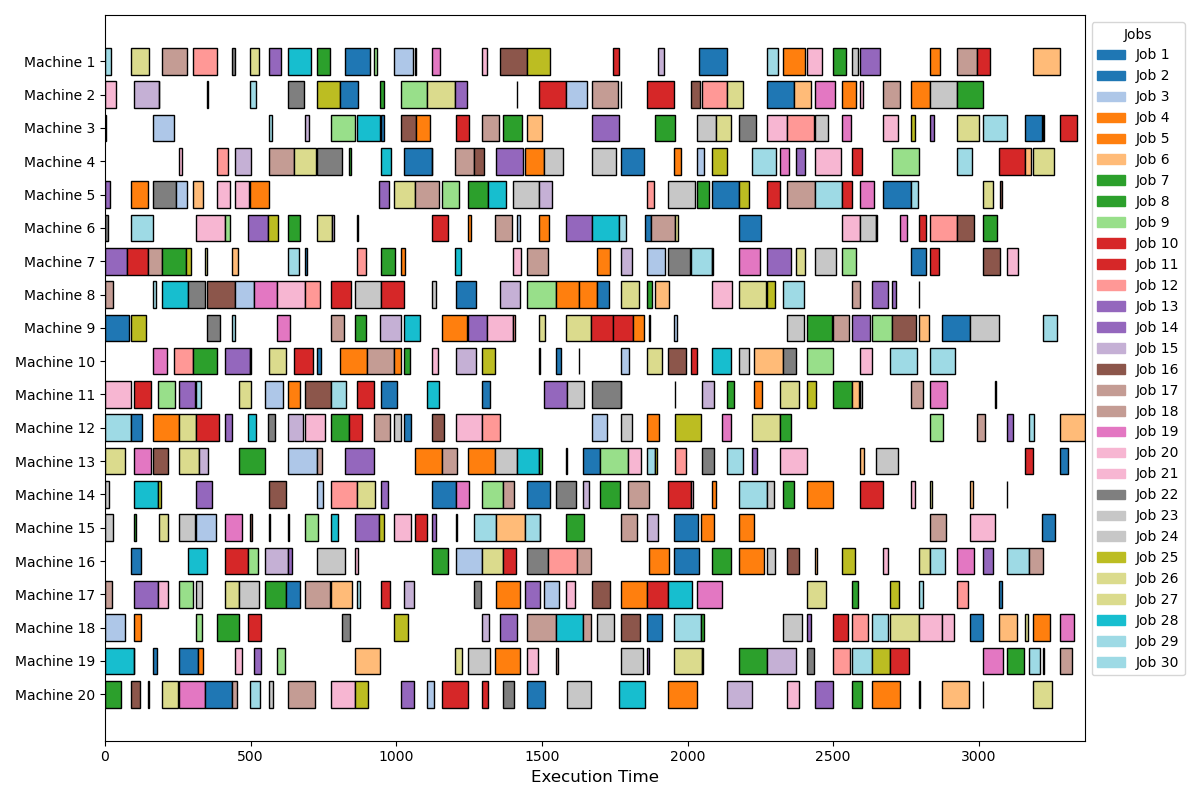 Machine 1
Machine 2
Machine 3
Machine 4
Machine 5
Machine 6
Machine 7
Machine 8
Machine 9
Machine 10
Machine 11
Machine 12
Machine 13
Machine 14
Machine 15
Machine 16
Machine 17
Machine 18
Machine 19
Machine 20
0 500 1000 1500 2000 2500 3000
Execution Time
Jobs
Job 1
Job 2
Job 3
Job 4
Job 5
Job 6
Job 7
Job 8
Job 9
Job 10
Job 11
Job 12
Job 13
Job 14
Job 15
Job 16
Job 17
Job 18
Job 19
Job 20
Job 21
Job 22
Job 23
Job 24
Job 25
Job 26
Job 27
Job 28
Job 29
Job 30